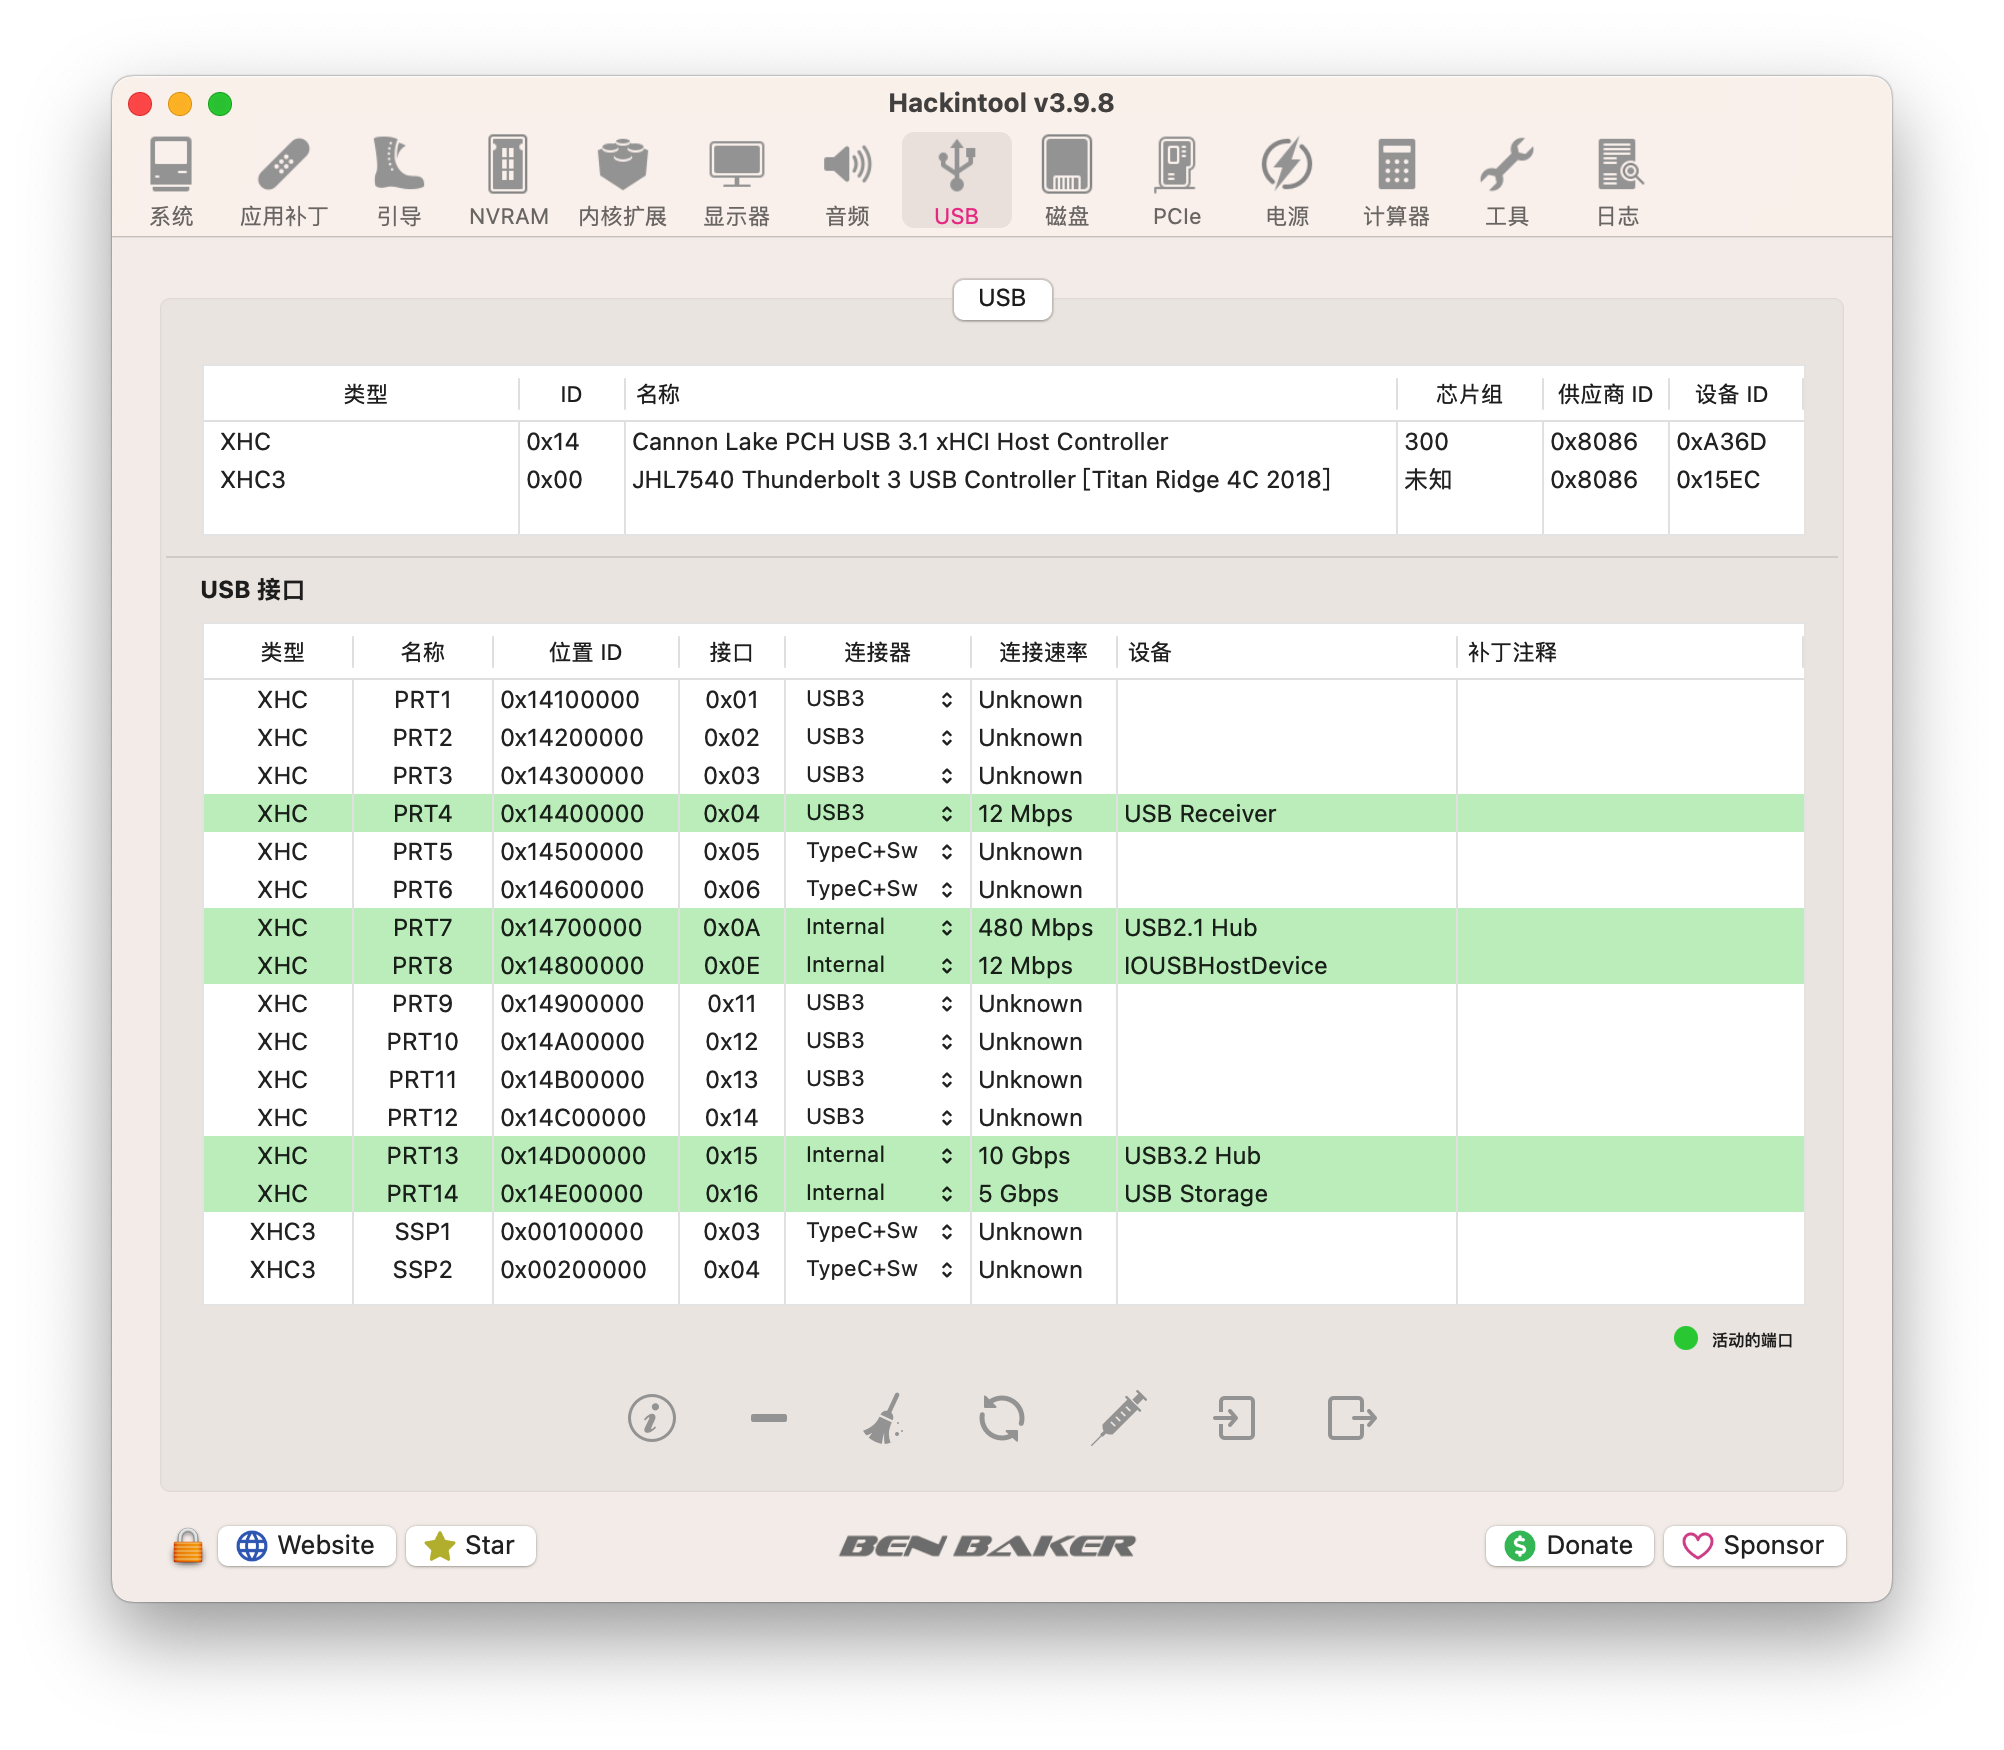 Hackintool v3.9.8
系统 应用补丁 引导 NVRAM 内核扩展 显示器 音频 USB 磁盘 PCIe 电源 计算器 工具 日志
USB
类型 ID 名称 芯片组 供应商 ID 设备 ID
XHC 0x14 Cannon Lake PCH USB 3.1 xHCI Host Controller 300 0x8086 0xA36D
XHC3 0x00 JHL7540 Thunderbolt 3 USB Controller [Titan Ridge 4C 2018] 未知 0x8086 0x15EC
USB 接口
类型 名称 位置 ID 接口 连接器 连接速率 设备 补丁注释
XHC PRT1 0x14100000 0x01 USB3 Unknown
XHC PRT2 0x14200000 0x02 USB3 Unknown
XHC PRT3 0x14300000 0x03 USB3 Unknown
XHC PRT4 0x14400000 0x04 USB3 12 Mbps USB Receiver
XHC PRT5 0x14500000 0x05 TypeC+Sw Unknown
XHC PRT6 0x14600000 0x06 TypeC+Sw Unknown
XHC PRT7 0x14700000 0x0A Internal 480 Mbps USB2.1 Hub
XHC PRT8 0x14800000 0x0E Internal 12 Mbps IOUSBHostDevice
XHC PRT9 0x14900000 0x11 USB3 Unknown
XHC PRT10 0x14A00000 0x12 USB3 Unknown
XHC PRT11 0x14B00000 0x13 USB3 Unknown
XHC PRT12 0x14C00000 0x14 USB3 Unknown
XHC PRT13 0x14D00000 0x15 Internal 10 Gbps USB3.2 Hub
XHC PRT14 0x14E00000 0x16 Internal 5 Gbps USB Storage
XHC3 SSP1 0x00100000 0x03 TypeC+Sw Unknown
XHC3 SSP2 0x00200000 0x04 TypeC+Sw Unknown
活动的端口
Website Star BEN BAKER Donate Sponsor